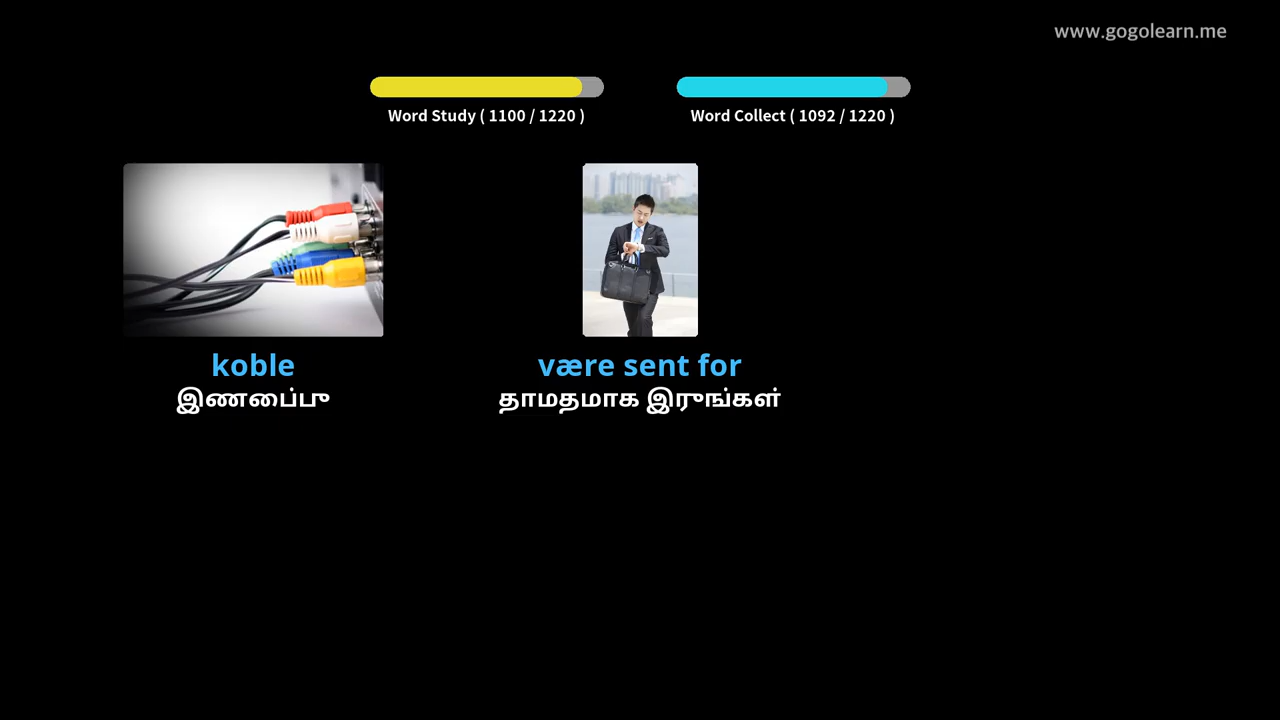 www.gogolearn.me
Word Study ( 1100 / 1220 )
Word Collect ( 1092 / 1220 )
koble
இணைப்பு
være sent for
தாமதமாக இருங்கள்